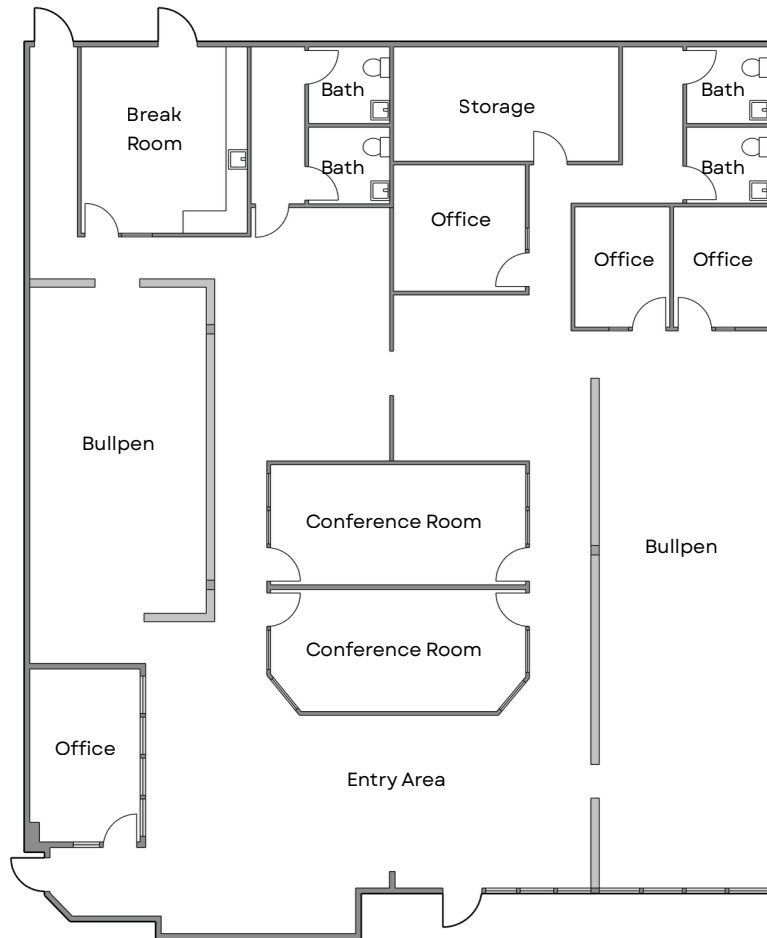 Break
Room
Bath
Storage
Bath
Bath
Bath
Office
Office
Office
Bullpen
Conference Room
Bullpen
Conference Room
Office
Entry Area